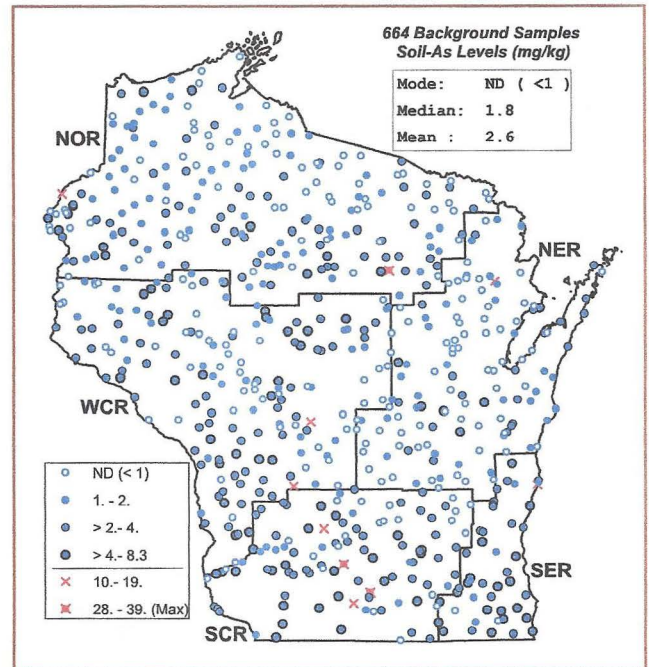 664 Background Samples
Soil-As Levels (mg/kg)
Mode: ND ( <1 )
Median: 1.8
Mean : 2.6
NOR
NER
WCR
SER
SCR
ND (< 1)
1. - 2.
> 2.- 4.
> 4.- 8.3
10.- 19.
28. - 39. (Max)